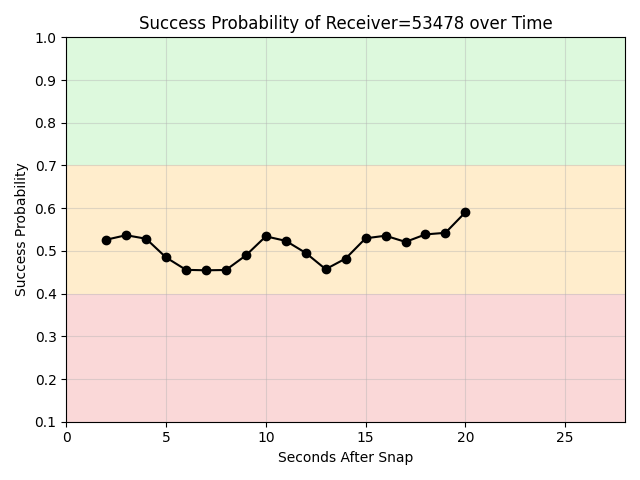 Success Probability of Receiver=53478 over Time
1.0
0.9
0.8
0.7
0.6
0.5
0.4
0.3
0.2
0.1
Success Probability
0 5 10 15 20 25
Seconds After Snap